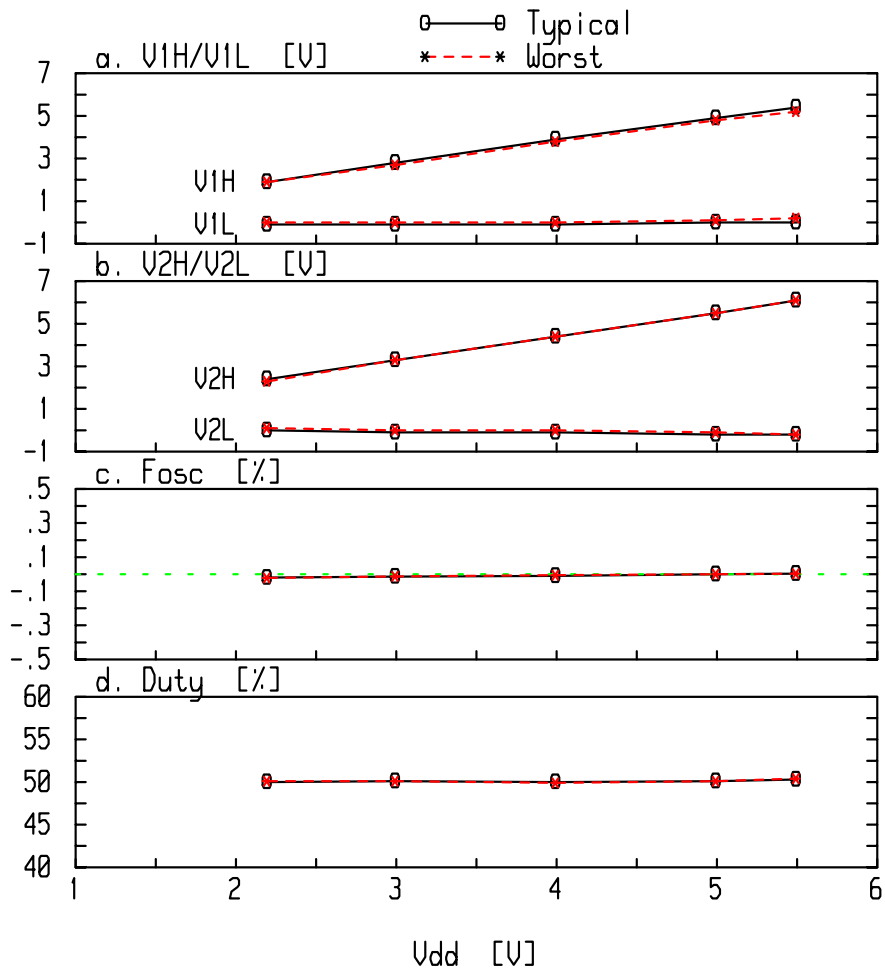 Typical
Worst
a. V1H/V1L [V]
7
5
3
1
-1
V1H
V1L
b. V2H/V2L [V]
7
5
3
1
-1
V2H
V2L
c. Fosc [%]
.5
.3
.1
-.1
-.3
-.5
d. Duty [%]
60
55
50
45
40
1 2 3 4 5 6
Vdd [V]